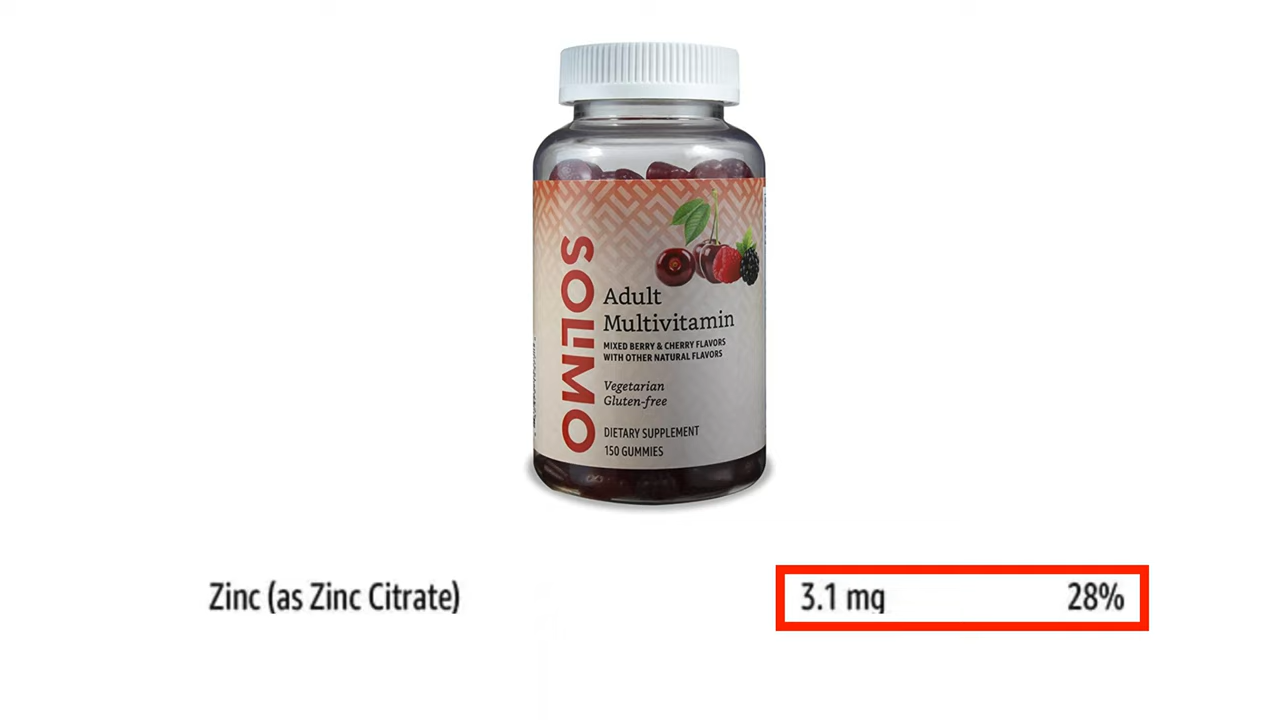 SOLIMO
Adult
Multivitamin
MIXED BERRY & CHERRY FLAVORS
WITH OTHER NATURAL FLAVORS
Vegetarian
Gluten-free
DIETARY SUPPLEMENT
150 GUMMIES
Zinc (as Zinc Citrate) 3.1 mg 28%